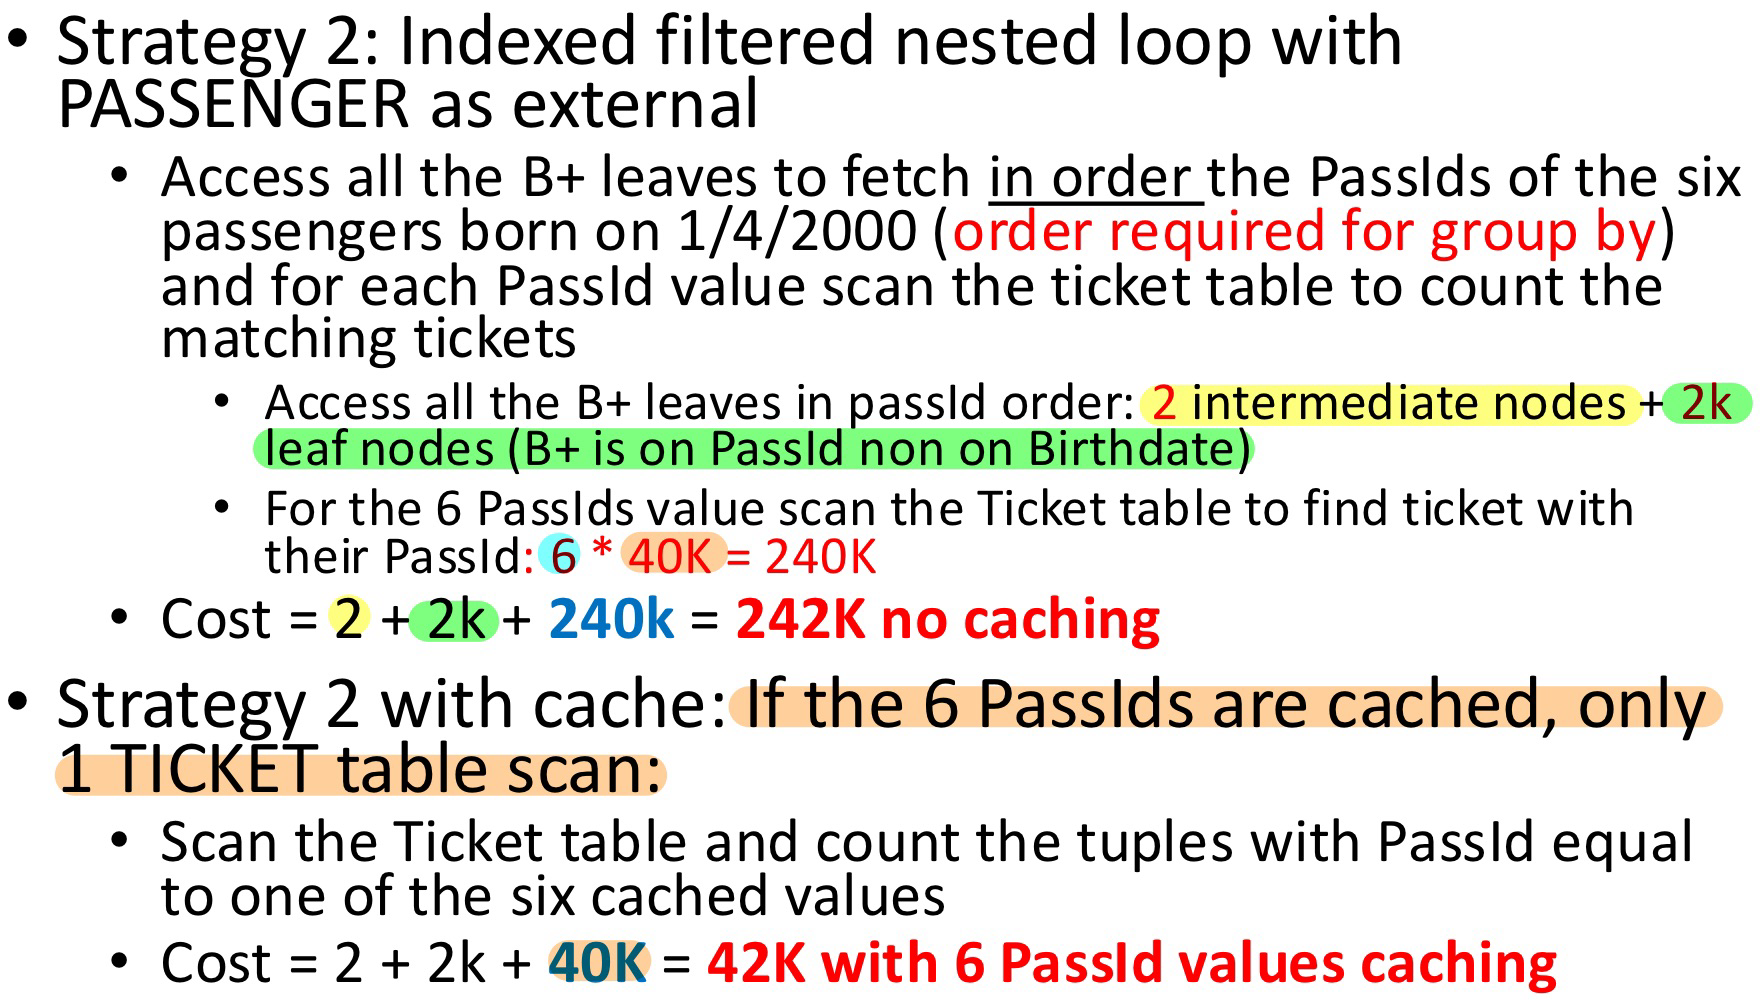 • Strategy 2: Indexed filtered nested loop with
PASSENGER as external
• Access all the B+ leaves to fetch in order the PassIds of the six
passengers born on 1/4/2000 (order required for group by)
and for each PassId value scan the ticket table to count the
matching tickets
• Access all the B+ leaves in passId order: 2 intermediate nodes + 2k
leaf nodes (B+ is on PassId non on Birthdate)
• For the 6 PassIds value scan the Ticket table to find ticket with
their PassId: 6 * 40K = 240K
• Cost = 2 + 2k + 240k = 242K no caching
• Strategy 2 with cache: If the 6 PassIds are cached, only
1 TICKET table scan:
• Scan the Ticket table and count the tuples with PassId equal
to one of the six cached values
• Cost = 2 + 2k + 40K = 42K with 6 PassId values caching